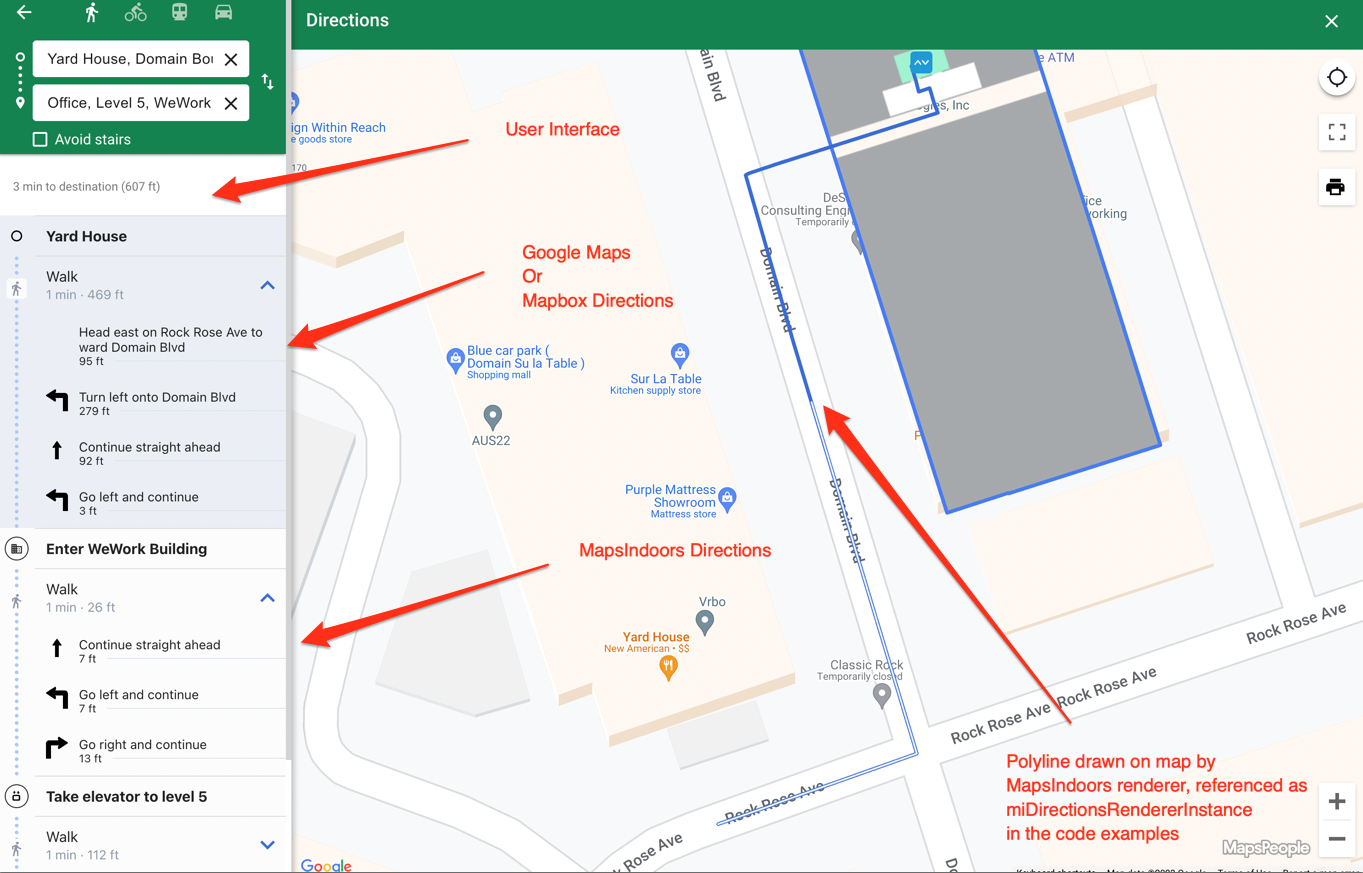 Directions
Yard House, Domain Bou
Office, Level 5, WeWork
Avoid stairs
3 min to destination (607 ft)
Yard House
Walk
1 min · 469 ft
Head east on Rock Rose Ave to
ward Domain Blvd
95 ft
Turn left onto Domain Blvd
279 ft
Continue straight ahead
92 ft
Go left and continue
3 ft
Enter WeWork Building
Walk
1 min · 26 ft
Continue straight ahead
7 ft
Go left and continue
7 ft
Go right and continue
13 ft
Take elevator to level 5
Walk
1 min · 112 ft
User Interface
Google Maps
Or
Mapbox Directions
MapsIndoors Directions
Polyline drawn on map by
MapsIndoors renderer, referenced as
miDirectionsRendererInstance
in the code examples
ain Blvd
e ATM
gies, Inc
ign Within Reach
e goods store
170
DeS
Consulting Engi
Temporarily
ice
working
Domain Blvd
Blue car park (
Domain Su la Table )
Shopping mall
Sur La Table
Kitchen supply store
AUS22
Purple Mattress
Showroom
Mattress store
Domain Blvd
Vrbo
Yard House
New American • $$
Classic Rock
Temporarily closed
Rock Rose Ave
Rock Rose Ave
Rock Rose Ave
Rock Rose Ave
k Rose Ave
Do
MapsPeople
Google